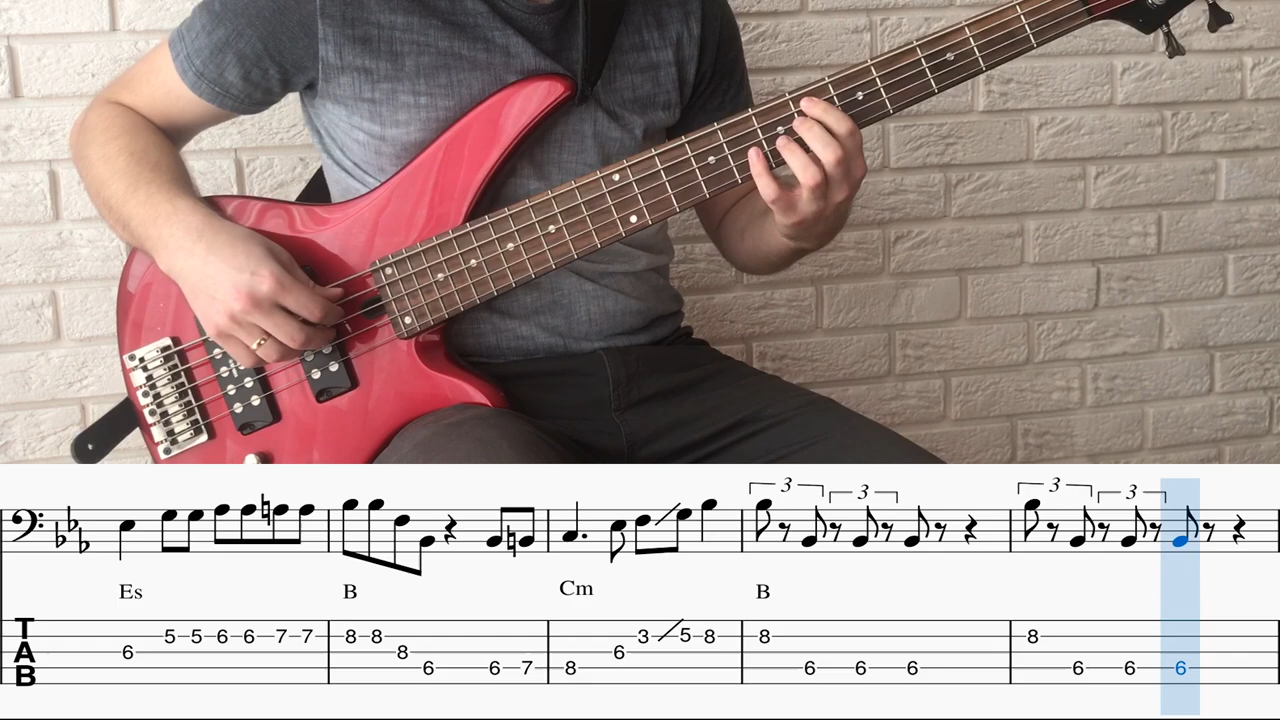 3 3 3 3
Es B Cm B
T
A
B
5 5 6 6 7 7 8 8 3 5 8 8 8
6 8 6
6 6 7 8 6 6 6 6 6 6